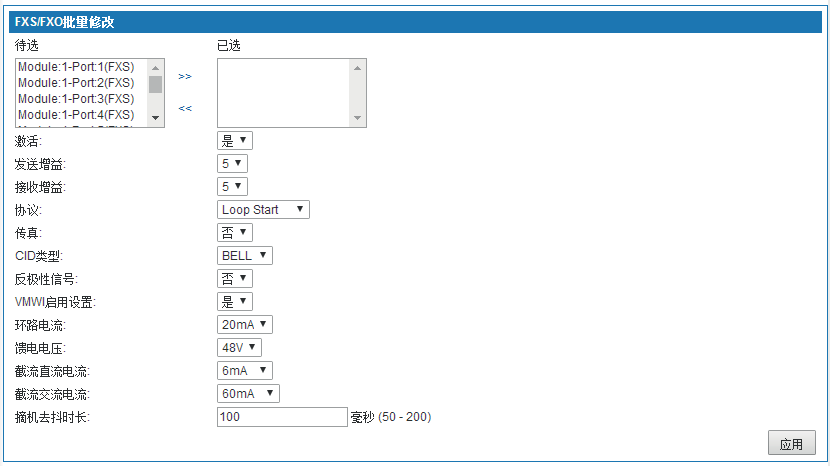 FXS/FXO批里修改
待选 已选
Module:1-Port:1(FXS)
Module:1-Port:2(FXS)
Module:1-Port:3(FXS)
Module:1-Port:4(FXS)
>>
<<
激活: 是
发送增益: 5
接收增益: 5
协议: Loop Start
传真: 否
CID类型: BELL
反极性信号: 否
VMWI启用设置: 是
环路电流: 20mA
馈电电压: 48V
截流直流电流: 6mA
截流交流电流: 60mA
摘机去抖时长: 100 毫秒 (50 - 200)
应用